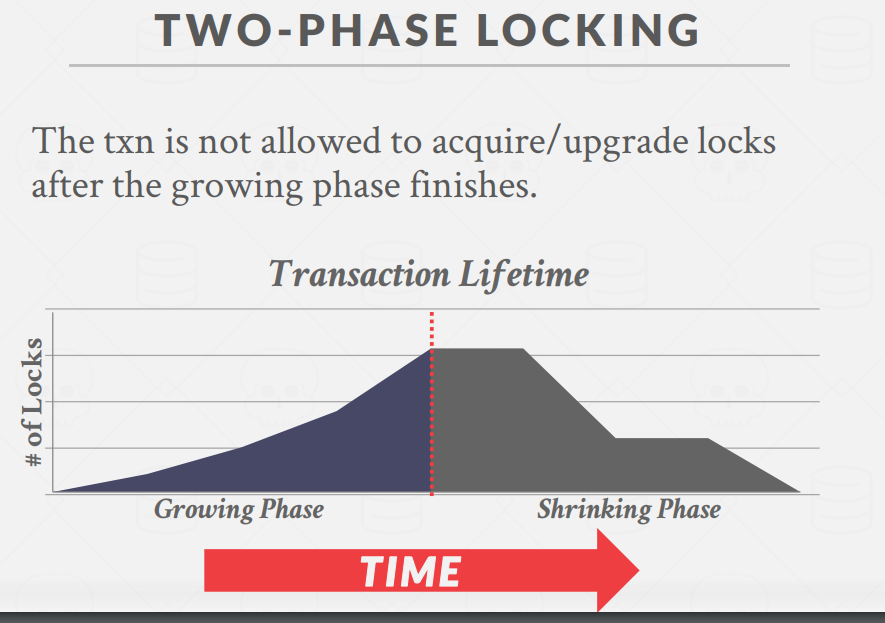 TWO-PHASE LOCKING
The txn is not allowed to acquire/upgrade locks
after the growing phase finishes.
Transaction Lifetime
# of Locks
Growing Phase
Shrinking Phase
TIME